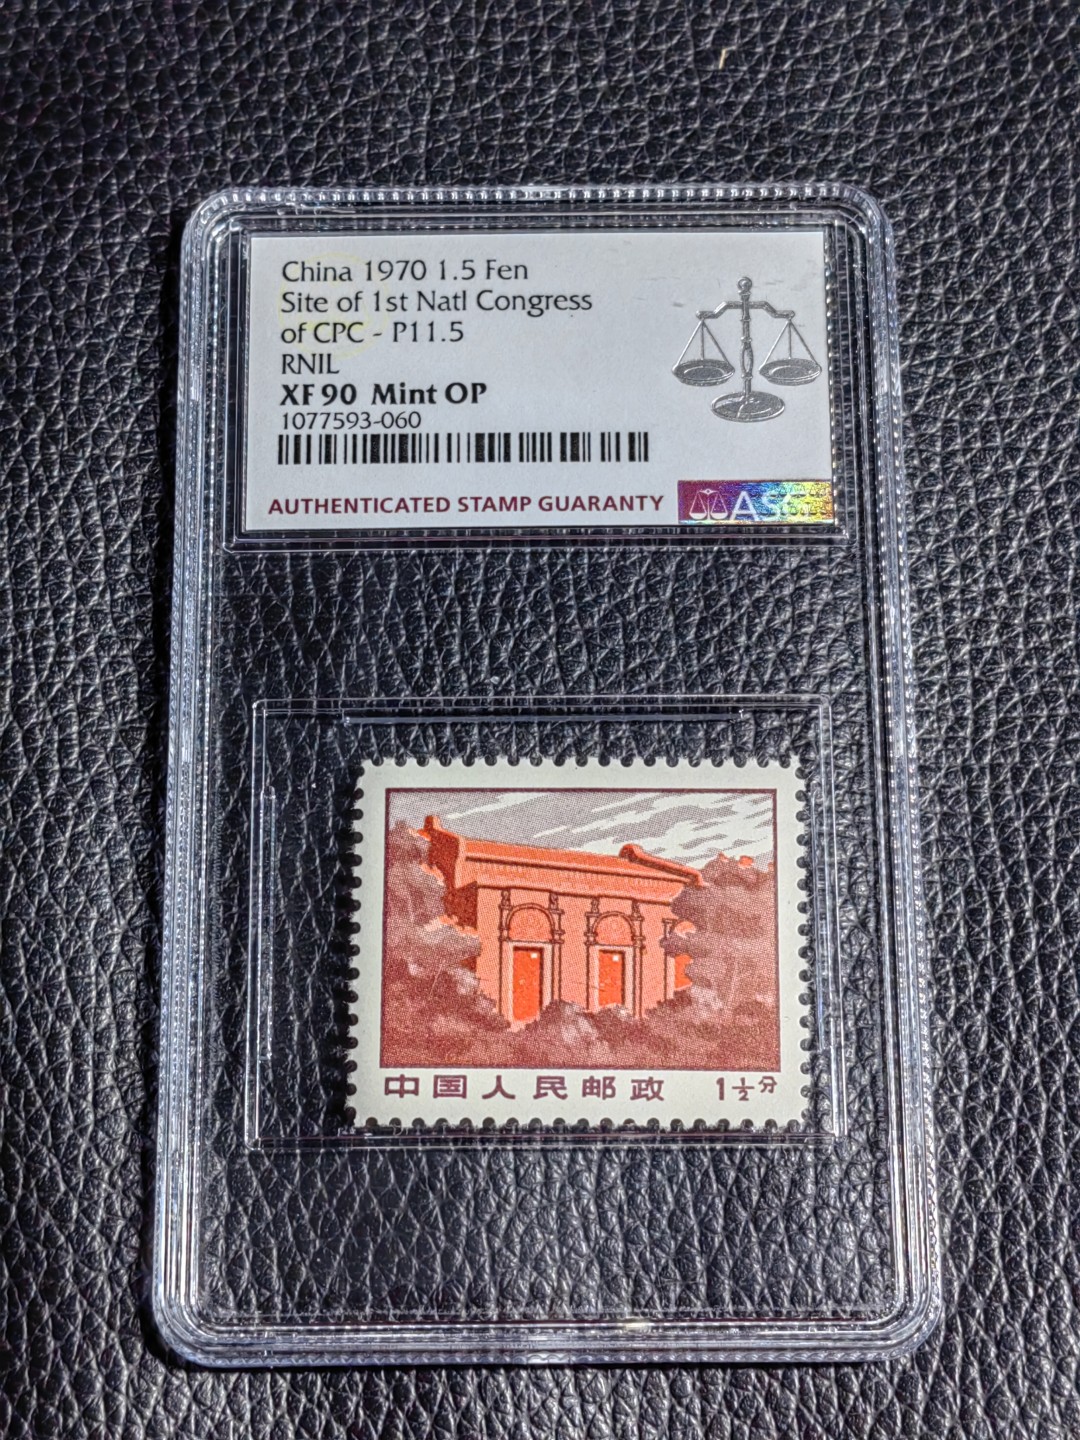 China 1970 1.5 Fen
Site of 1st Natl Congress
of CPC - P11.5
RNIL
XF 90 Mint OP
1077593-060
AUTHENTICATED STAMP GUARANTY
ASG
中国人民邮政 1½分